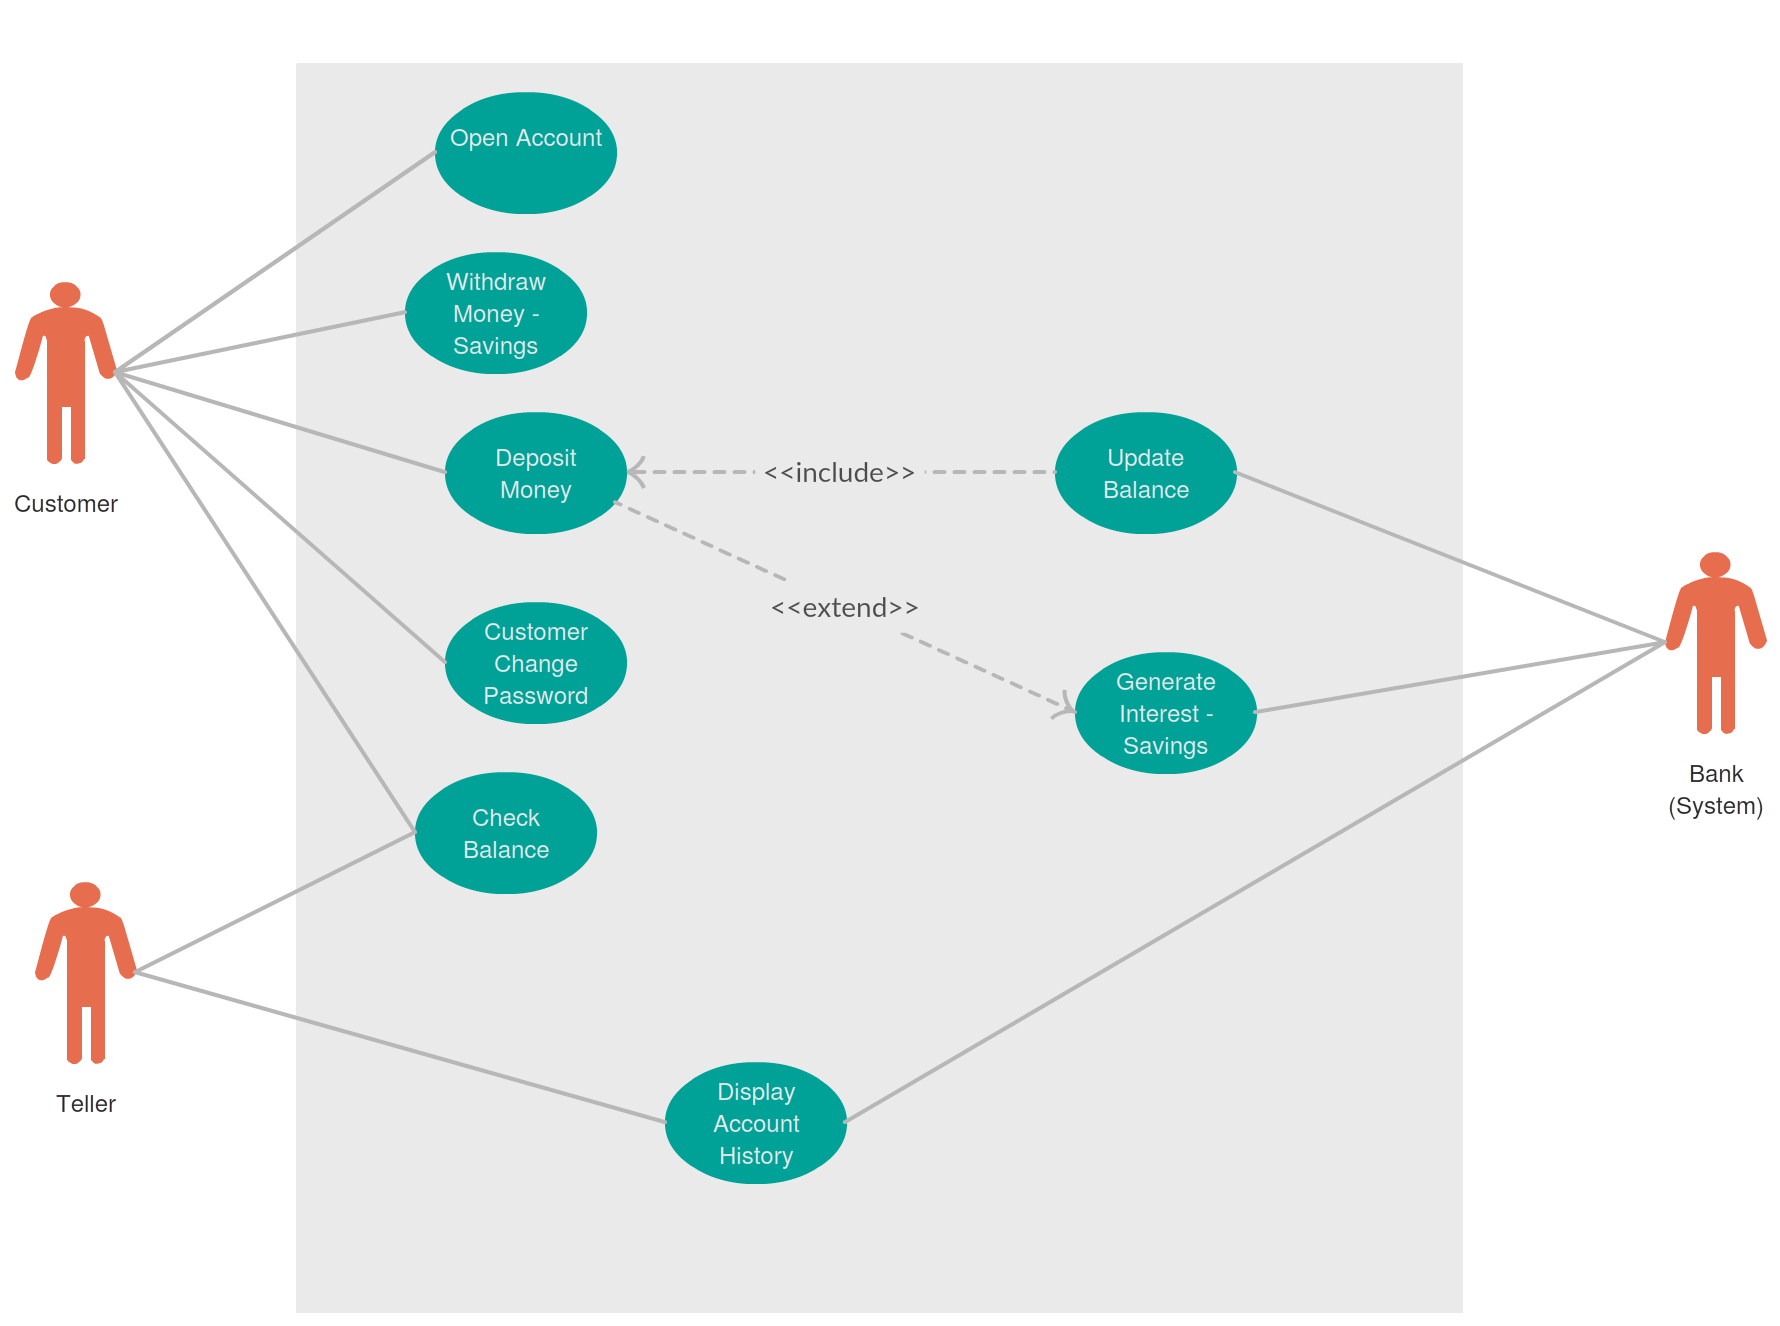 Open Account
Withdraw
Money -
Savings
Customer
Deposit
Money
<<include>>
Update
Balance
<<extend>>
Customer
Change
Password
Generate
Interest -
Savings
Bank
(System)
Check
Balance
Teller
Display
Account
History